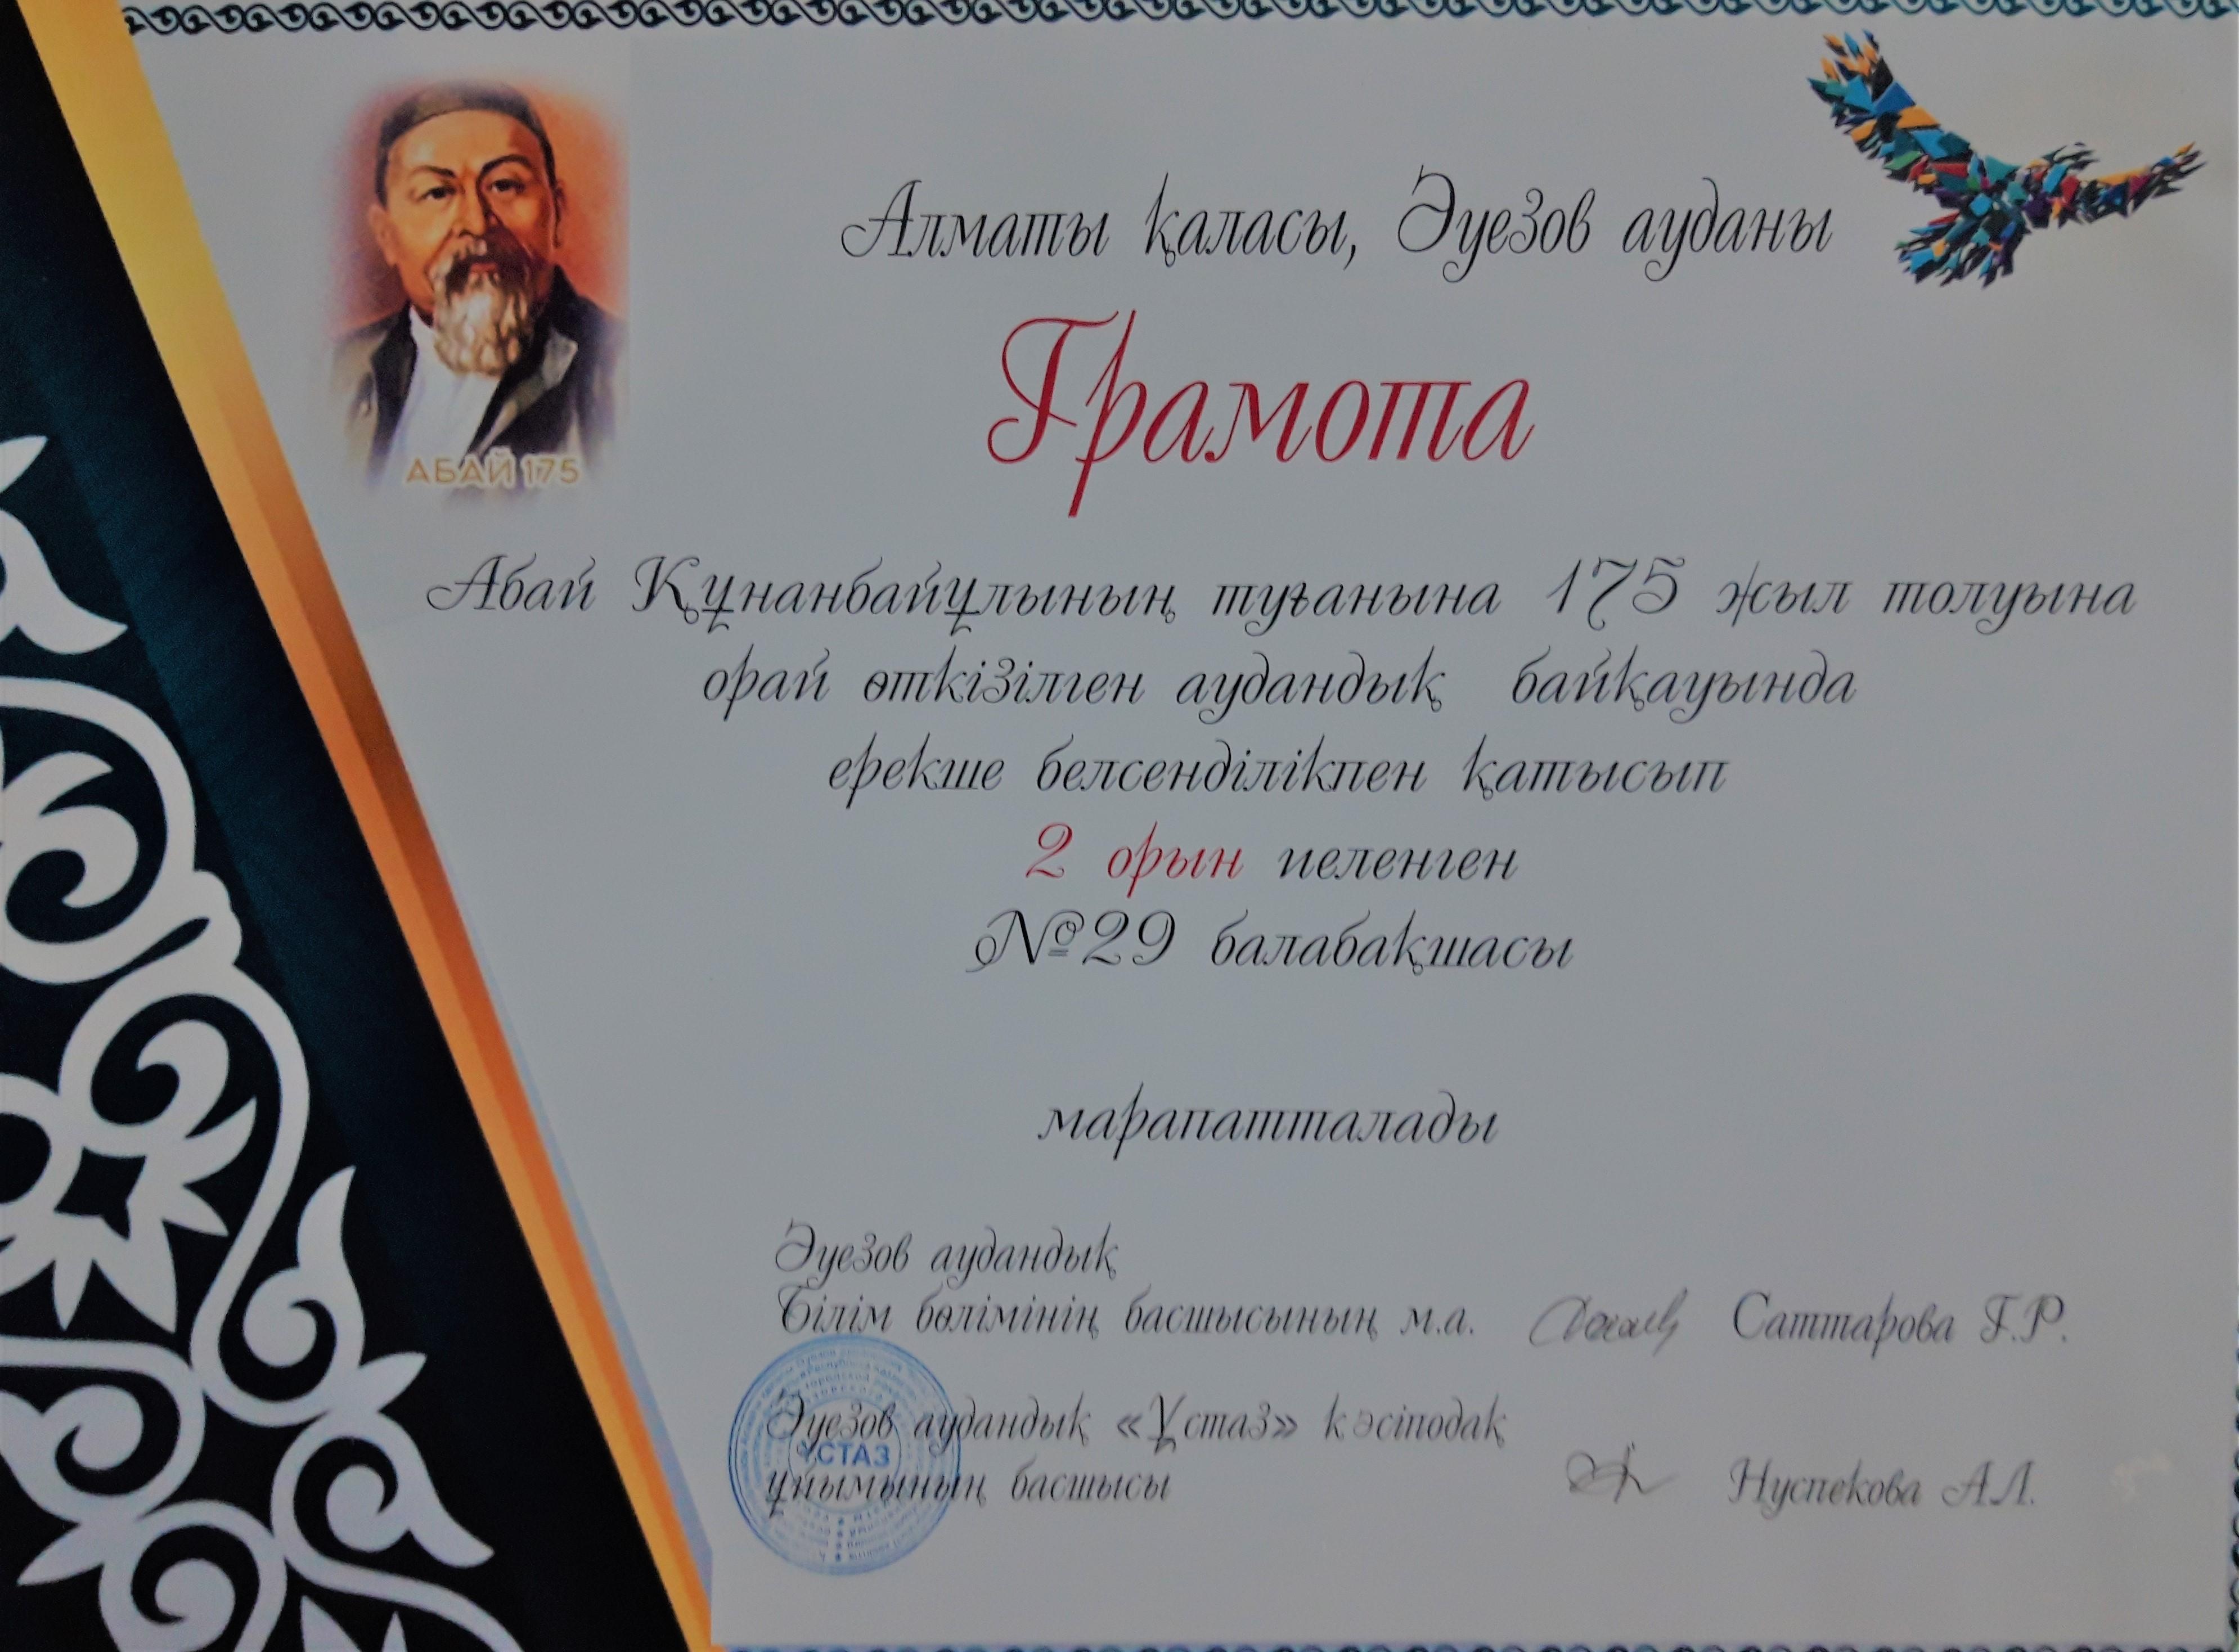 АБАЙ 175
Алматы қаласы, Әуезов ауданы
Грамота
Абай Құнанбайұлының туғанына 175 жыл толуына
орай өткізілген аудандық байқауында
ерекше белсенділікпен қатысып
2 орын иеленген
№29 балабақшасы
марапатталады
Әуезов аудандық
Білім бөлімінің басшысының м.а. Саттарова Г.Р.
Әуезов аудандық «Ұстаз» кәсіподақ
ұйымының басшысы Нуспекова А.Л.
ҰСТАЗ